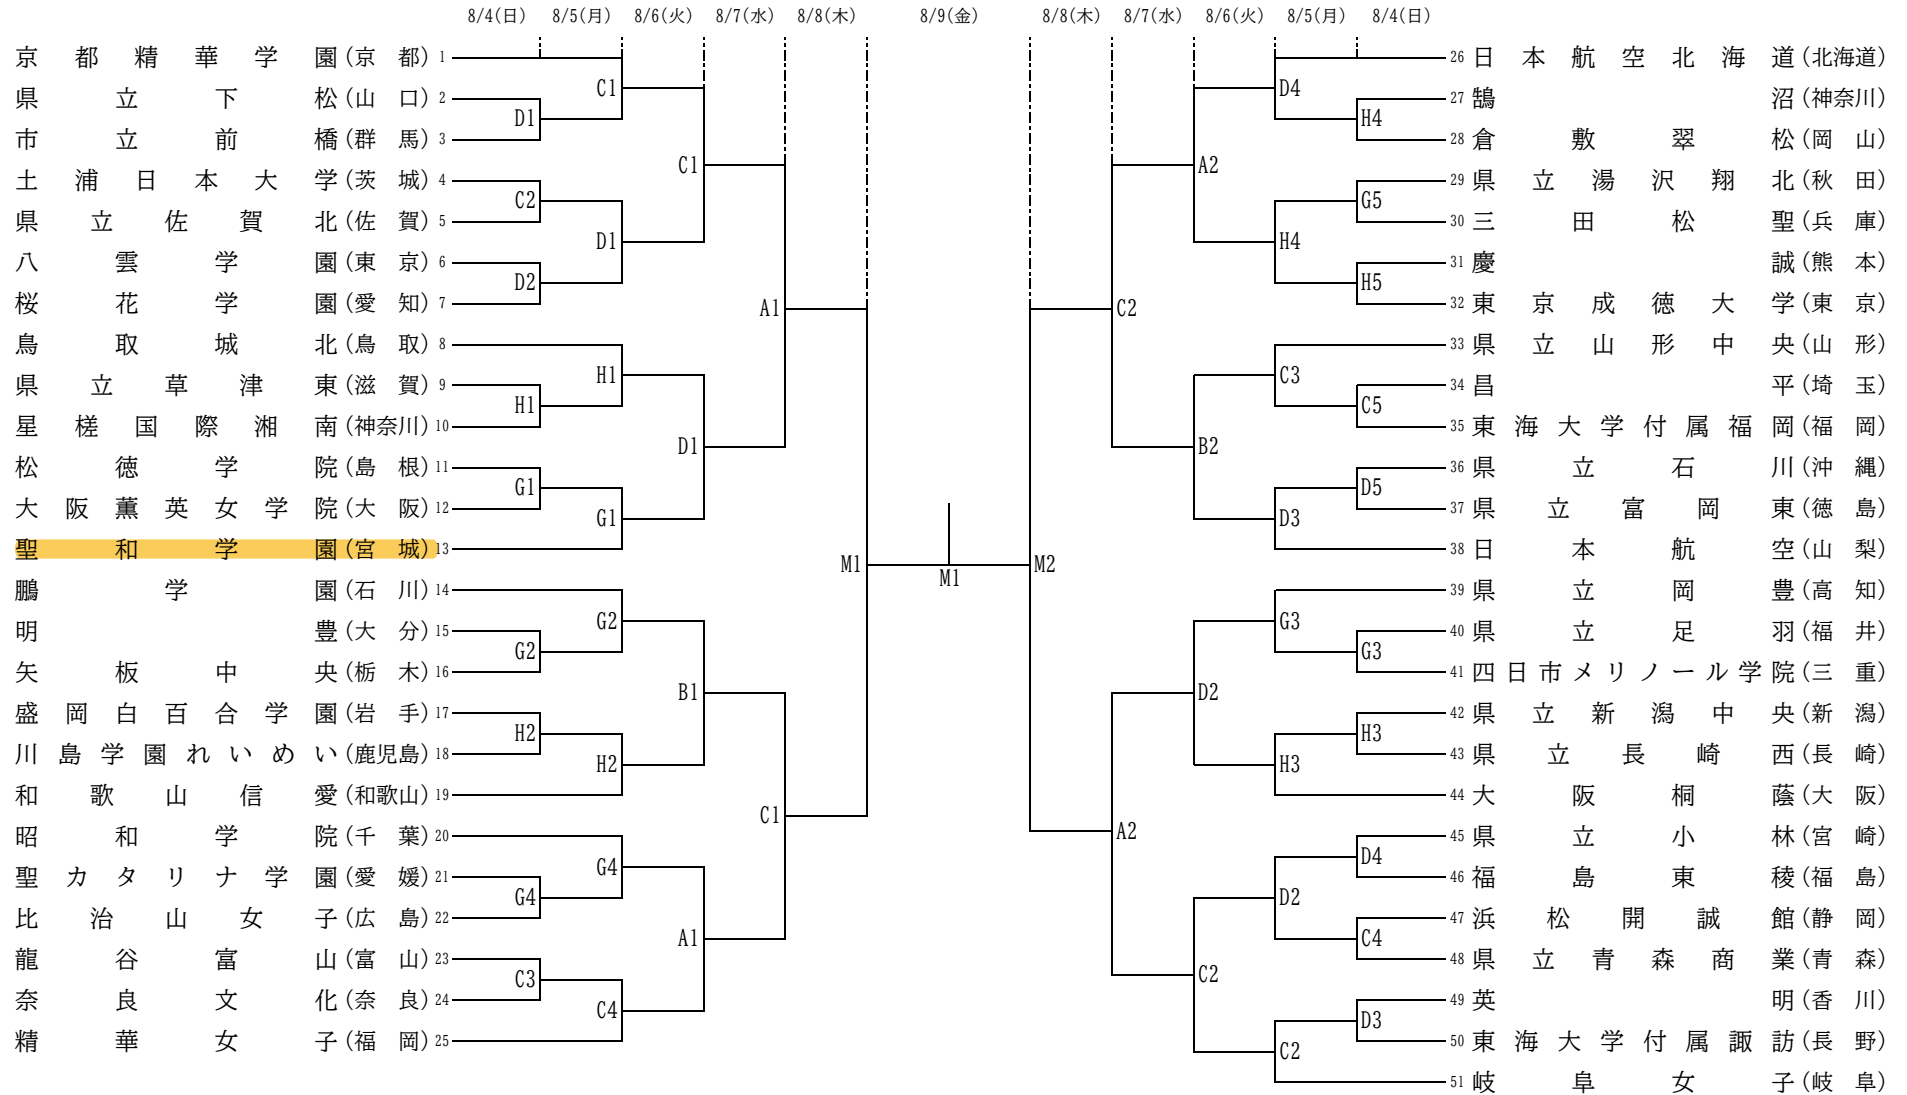 8/4(日) 8/5(月) 8/6(火) 8/7(水) 8/8(木) 8/9(金) 8/8(木) 8/7(水) 8/6(火) 8/5(月) 8/4(日)
京都精華学園(京都) 1
県立下松(山口) 2
市立前橋(群馬) 3
土浦日本大学(茨城) 4
県立佐賀北(佐賀) 5
八雲学園(東京) 6
桜花学園(愛知) 7
鳥取城北(鳥取) 8
県立草津東(滋賀) 9
星槎国際湘南(神奈川) 10
松徳学院(島根) 11
大阪薫英女学院(大阪) 12
聖和学園(宮城) 13
鵬学園(石川) 14
明豊(大分) 15
矢板中央(栃木) 16
盛岡白百合学園(岩手) 17
川島学園れいめい(鹿児島) 18
和歌山信愛(和歌山) 19
昭和学院(千葉) 20
聖カタリナ学園(愛媛) 21
比治山女子(広島) 22
龍谷富山(富山) 23
奈良文化(奈良) 24
精華女子(福岡) 25
D1
C2
D2
H1
G1
G2
H2
G4
C3
C1
D1
H1
G1
G2
H2
G4
C4
C1
D1
B1
A1
A1
C1
M1
M1
M2
C2
A2
A2
B2
D2
C2
D4
H4
C3
D3
G3
H3
D2
C2
H4
G5
H5
C5
D5
G3
H3
D4
C4
D3
26 日本航空北海道(北海道)
27 鵠沼(神奈川)
28 倉敷翠松(岡山)
29 県立湯沢翔北(秋田)
30 三田松聖(兵庫)
31 慶誠(熊本)
32 東京成徳大学(東京)
33 県立山形中央(山形)
34 昌平(埼玉)
35 東海大学付属福岡(福岡)
36 県立石川(沖縄)
37 県立富岡東(徳島)
38 日本航空(山梨)
39 県立岡豊(高知)
40 県立足羽(福井)
41 四日市メリノール学院(三重)
42 県立新潟中央(新潟)
43 県立長崎西(長崎)
44 大阪桐蔭(大阪)
45 県立小林(宮崎)
46 福島東稜(福島)
47 浜松開誠館(静岡)
48 県立青森商業(青森)
49 英明(香川)
50 東海大学付属諏訪(長野)
51 岐阜女子(岐阜)